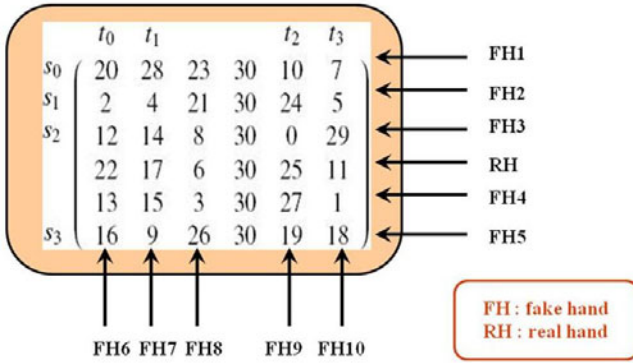 t0 t1 t2 t3
s0 20 28 23 30 10 7 FH1
s1 2 4 21 30 24 5 FH2
s2 12 14 8 30 0 29 FH3
22 17 6 30 25 11 RH
13 15 3 30 27 1 FH4
s3 16 9 26 30 19 18 FH5
FH6 FH7 FH8 FH9 FH10
FH : fake hand
RH : real hand